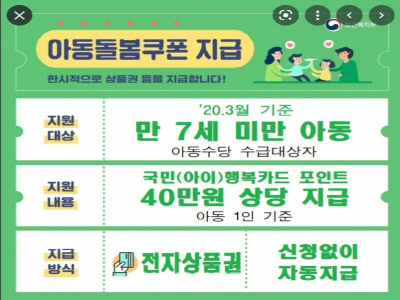 아동돌봄쿠폰 지급
한시적으로 상품권 등을 지급합니다!
지원
대상
'20.3월 기준
만 7세 미만 아동
아동수당 수급대상자
지원
내용
국민(아이)행복카드 포인트
40만원 상당 지급
아동 1인 기준
지급
방식
전자상품권
신청없이
자동지급